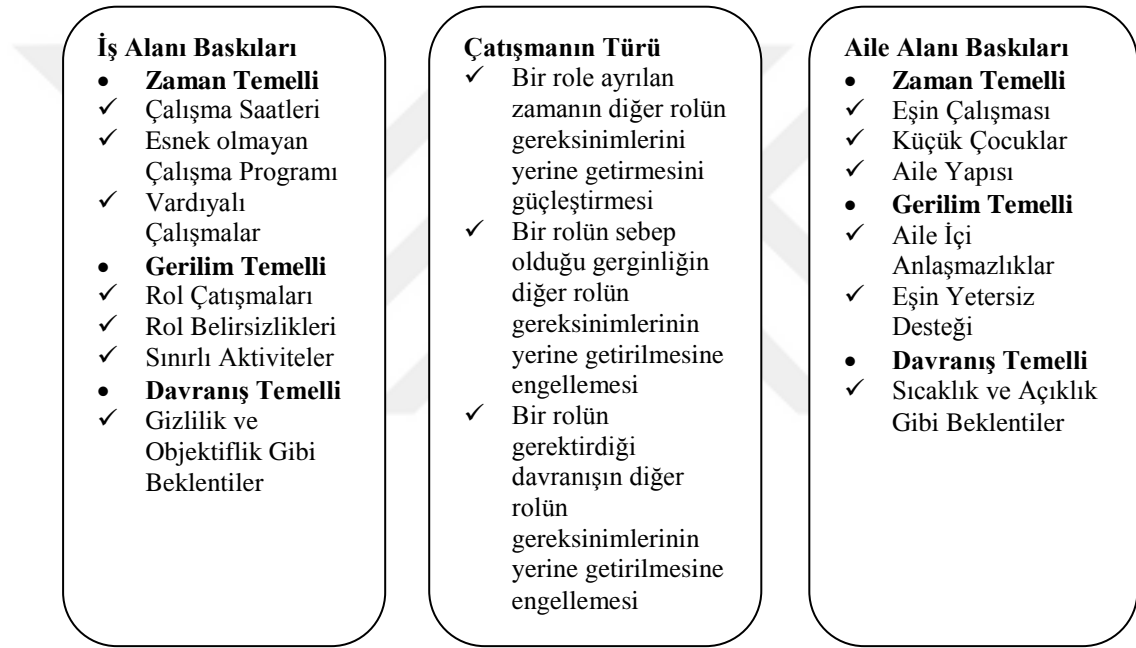 İş Alanı Baskıları
• Zaman Temelli
✓ Çalışma Saatleri
✓ Esnek olmayan
Çalışma Programı
✓ Vardıyalı
Çalışmalar
• Gerilim Temelli
✓ Rol Çatışmaları
✓ Rol Belirsizlikleri
✓ Sınırlı Aktiviteler
• Davranış Temelli
✓ Gizlilik ve
Objektiflik Gibi
Beklentiler
Çatışmanın Türü
✓ Bir role ayrılan
zamanın diğer rolün
gereksinimlerini
yerine getirmesini
güçleştirmesi
✓ Bir rolün sebep
olduğu gerginliğin
diğer rolün
gereksinimlerinin
yerine getirilmesine
engellemesi
✓ Bir rolün
gerektirdiği
davranışın diğer
rolün
gereksinimlerinin
yerine getirilmesine
engellemesi
Aile Alanı Baskıları
• Zaman Temelli
✓ Eşin Çalışması
✓ Küçük Çocuklar
✓ Aile Yapısı
• Gerilim Temelli
✓ Aile İçi
Anlaşmazlıklar
✓ Eşin Yetersiz
Desteği
• Davranış Temelli
✓ Sıcaklık ve Açıklık
Gibi Beklentiler